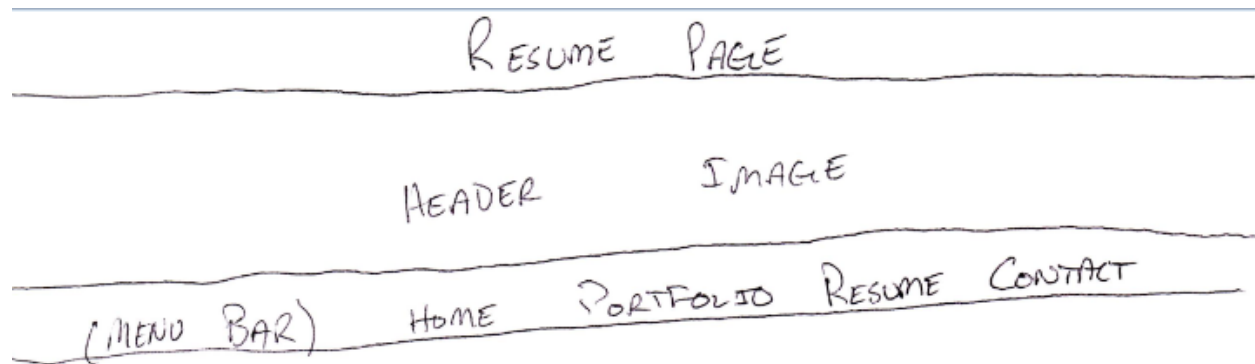 RESUME PAGE
HEADER IMAGE
(MENU BAR) HOME PORTFOLIO RESUME CONTACT